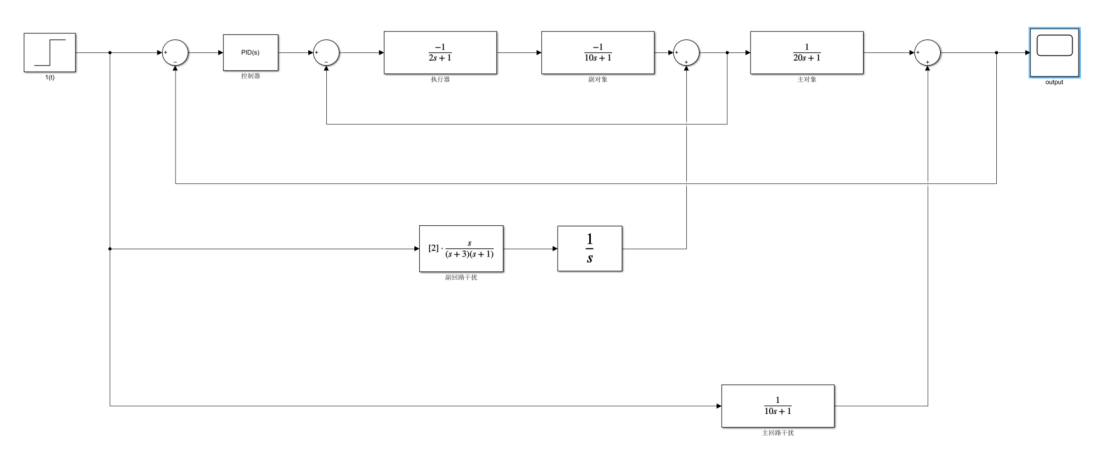 1(t)
+
−
PID(s)
控制器
+
−
-1
2s + 1
执行器
-1
10s + 1
副对象
+
+
1
20s + 1
主对象
+
+
output
[2] · s
(s + 3)(s + 1)
副回路干扰
1
s
1
10s + 1
主回路干扰